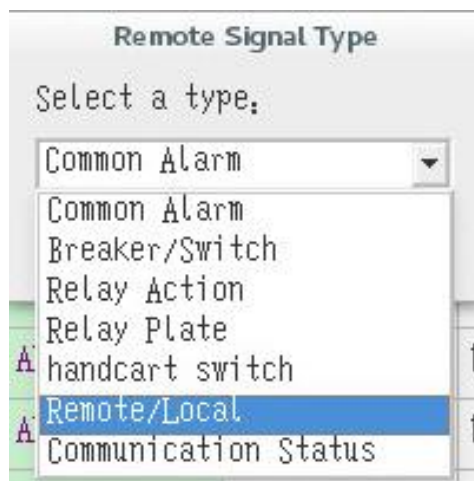 Remote Signal Type
Select a type:
Common Alarm
Common Alarm
Breaker/Switch
Relay Action
Relay Plate
handcart switch
Remote/Local
Communication Status